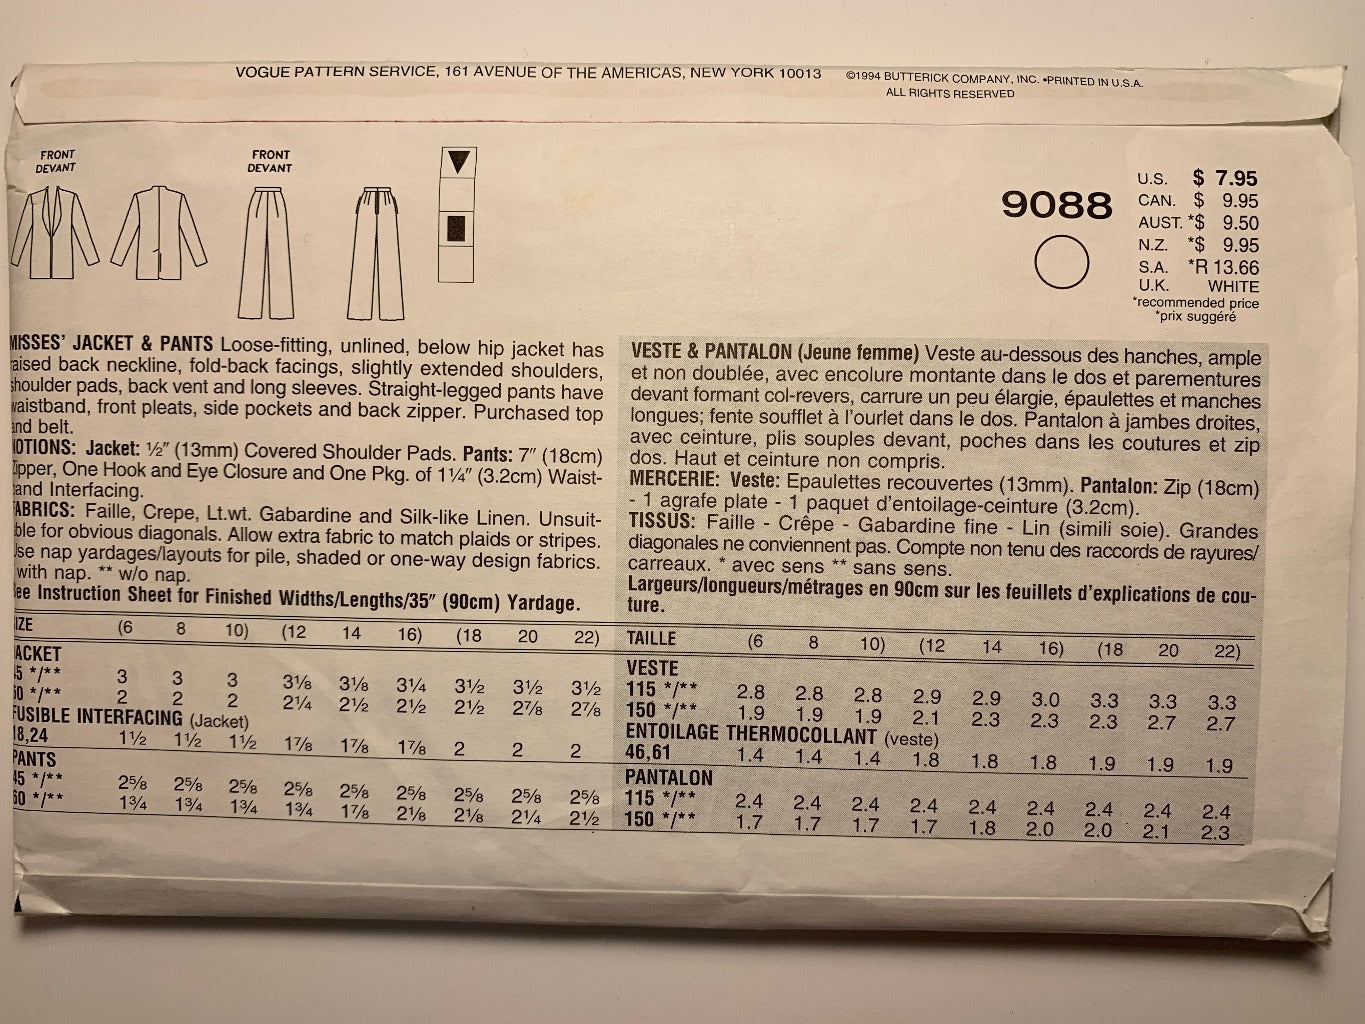 VOGUE PATTERN SERVICE, 161 AVENUE OF THE AMERICAS, NEW YORK 10013 ©1994 BUTTERICK COMPANY, INC. •PRINTED IN U.S.A.
ALL RIGHTS RESERVED
FRONT
DEVANT
FRONT
DEVANT
9088
U.S. $ 7.95
CAN. $ 9.95
AUST. *$ 9.50
N.Z. *$ 9.95
S.A. *R 13.66
U.K. WHITE
*recommended price
*prix suggéré
MISSES' JACKET & PANTS Loose-fitting, unlined, below hip jacket has
raised back neckline, fold-back facings, slightly extended shoulders,
shoulder pads, back vent and long sleeves. Straight-legged pants have
waistband, front pleats, side pockets and back zipper. Purchased top
and belt.
NOTIONS: Jacket: ½" (13mm) Covered Shoulder Pads. Pants: 7" (18cm)
Zipper, One Hook and Eye Closure and One Pkg. of 1¼" (3.2cm) Waist-
band Interfacing.
FABRICS: Faille, Crepe, Lt.wt. Gabardine and Silk-like Linen. Unsuit-
able for obvious diagonals. Allow extra fabric to match plaids or stripes.
Use nap yardages/layouts for pile, shaded or one-way design fabrics.
with nap. ** w/o nap.
See Instruction Sheet for Finished Widths/Lengths/35" (90cm) Yardage.
SIZE (6 8 10) (12 14 16) (18 20 22)
JACKET
45 */** 3 3 3 3⅛ 3⅛ 3¼ 3½ 3½ 3½
60 */** 2 2 2 2¼ 2½ 2½ 2½ 2⅞ 2⅞
FUSIBLE INTERFACING (Jacket)
18,24 1½ 1½ 1½ 1⅞ 1⅞ 1⅞ 2 2 2
PANTS
45 */** 2⅝ 2⅝ 2⅝ 2⅝ 2⅝ 2⅝ 2⅝ 2⅝ 2⅝
60 */** 1¾ 1¾ 1¾ 1¾ 1⅞ 2⅛ 2⅛ 2¼ 2½
VESTE & PANTALON (Jeune femme) Veste au-dessous des hanches, ample
et non doublée, avec encolure montante dans le dos et parementures
devant formant col-revers, carrure un peu élargie, épaulettes et manches
longues; fente soufflet à l'ourlet dans le dos. Pantalon à jambes droites,
avec ceinture, plis souples devant, poches dans les coutures et zip
dos. Haut et ceinture non compris.
MERCERIE: Veste: Epaulettes recouvertes (13mm). Pantalon: Zip (18cm)
- 1 agrafe plate - 1 paquet d'entoilage-ceinture (3.2cm).
TISSUS: Faille - Crêpe - Gabardine fine - Lin (simili soie). Grandes
diagonales ne conviennent pas. Compte non tenu des raccords de rayures/
carreaux. * avec sens ** sans sens.
Largeurs/longueurs/métrages en 90cm sur les feuillets d'explications de cou-
ture.
TAILLE (6 8 10) (12 14 16) (18 20 22)
VESTE
115 */** 2.8 2.8 2.8 2.9 2.9 3.0 3.3 3.3 3.3
150 */** 1.9 1.9 1.9 2.1 2.3 2.3 2.3 2.7 2.7
ENTOILAGE THERMOCOLLANT (veste)
46,61 1.4 1.4 1.4 1.8 1.8 1.8 1.9 1.9 1.9
PANTALON
115 */** 2.4 2.4 2.4 2.4 2.4 2.4 2.4 2.4 2.4
150 */** 1.7 1.7 1.7 1.7 1.8 2.0 2.0 2.1 2.3